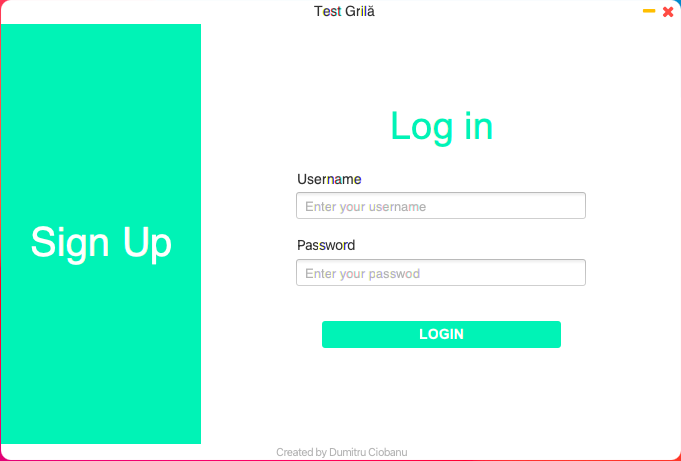 Test Grilă
Sign Up
Log in
Username
Enter your username
Password
Enter your passwod
LOGIN
Created by Dumitru Ciobanu